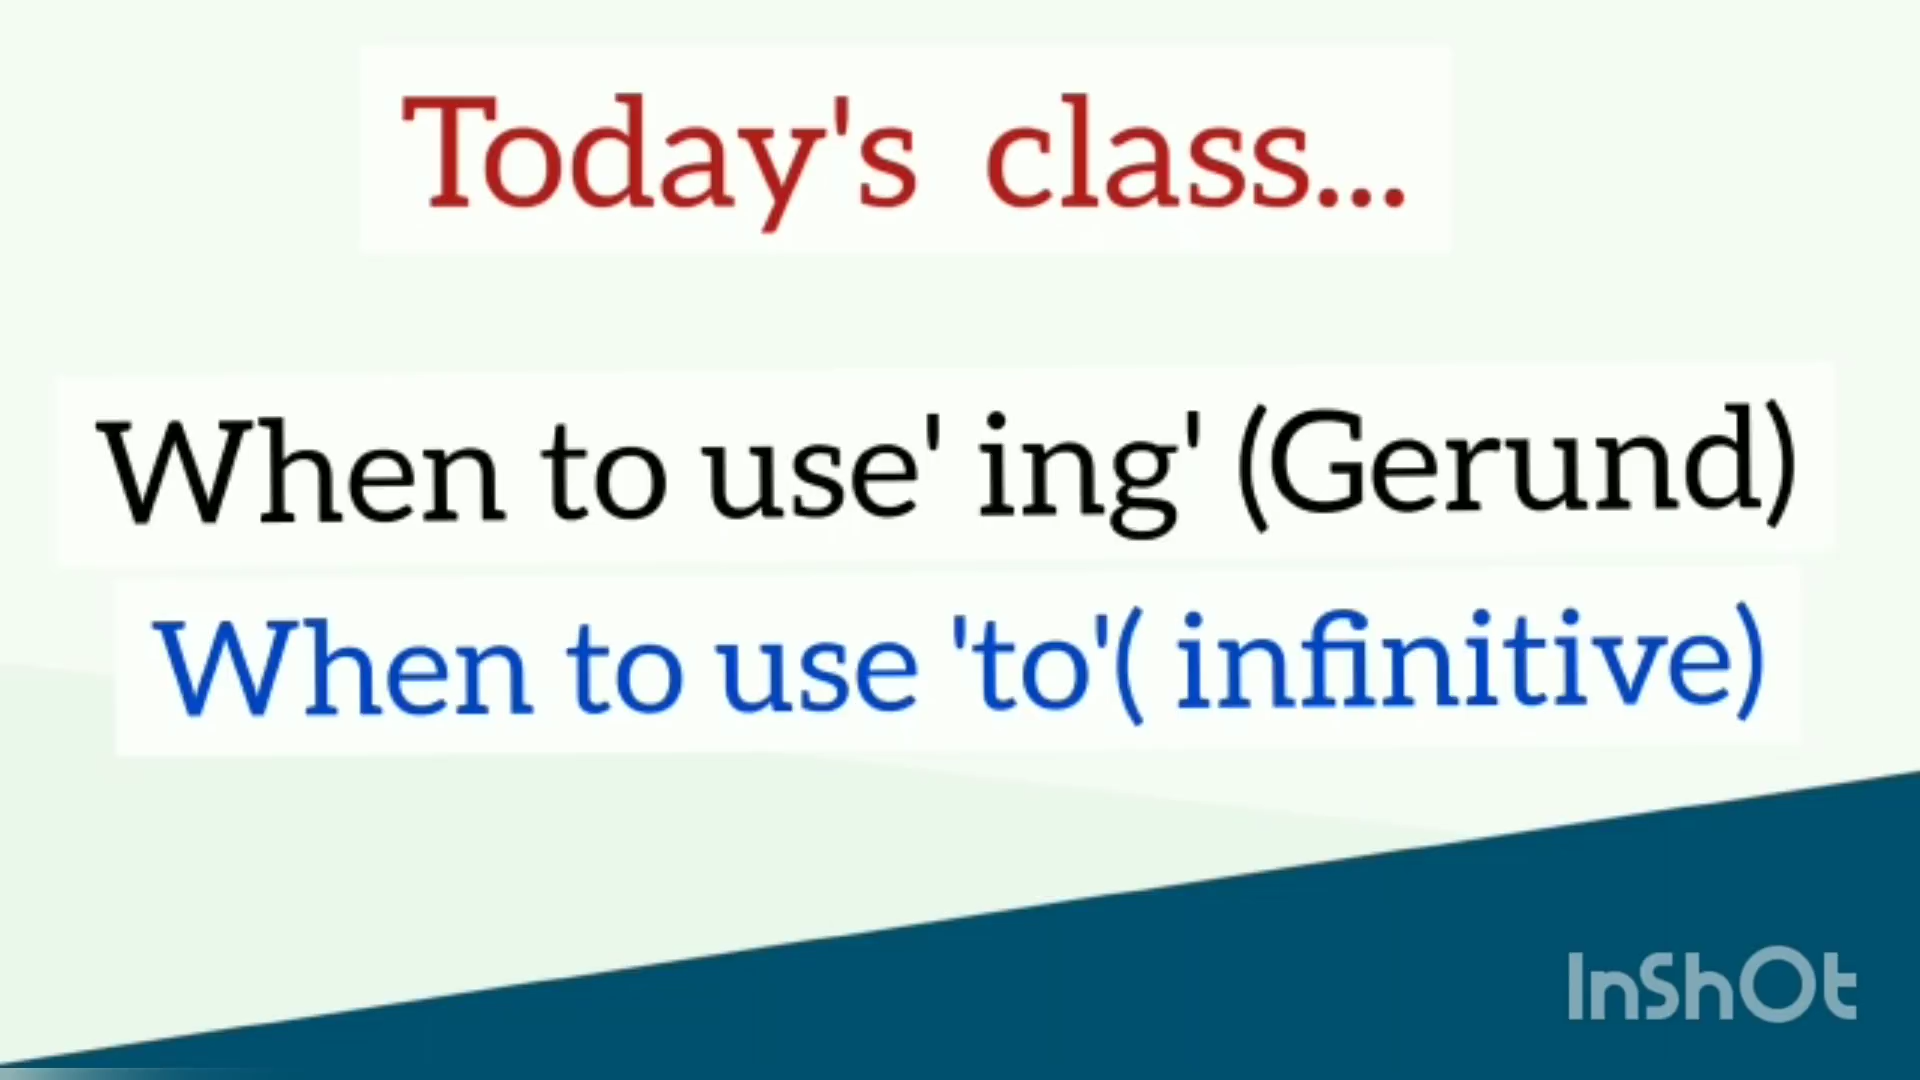 Today's class...
When to use' ing' (Gerund)
When to use 'to'( infinitive)
InShOt